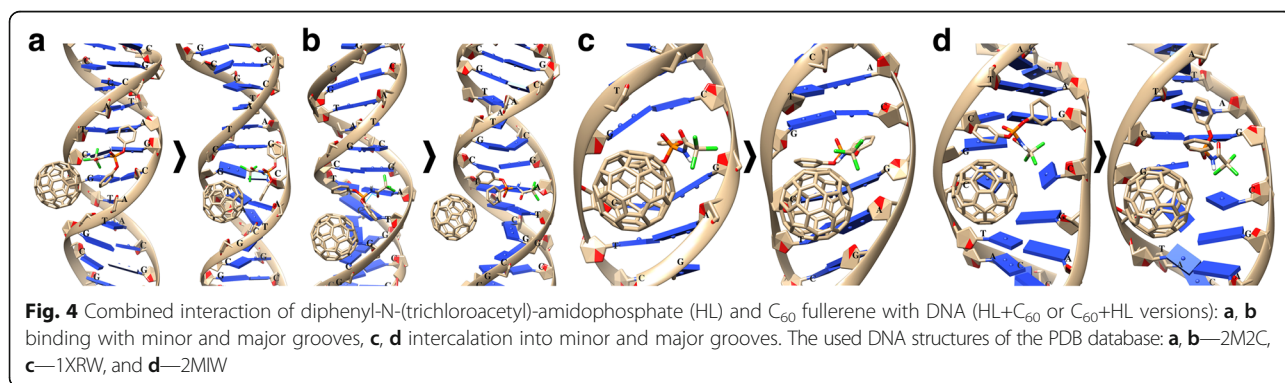 a
b
c
d
Fig. 4 Combined interaction of diphenyl-N-(trichloroacetyl)-amidophosphate (HL) and C60 fullerene with DNA (HL+C60 or C60+HL versions): a, b
binding with minor and major grooves, c, d intercalation into minor and major grooves. The used DNA structures of the PDB database: a, b—2M2C,
c—1XRW, and d—2MIW